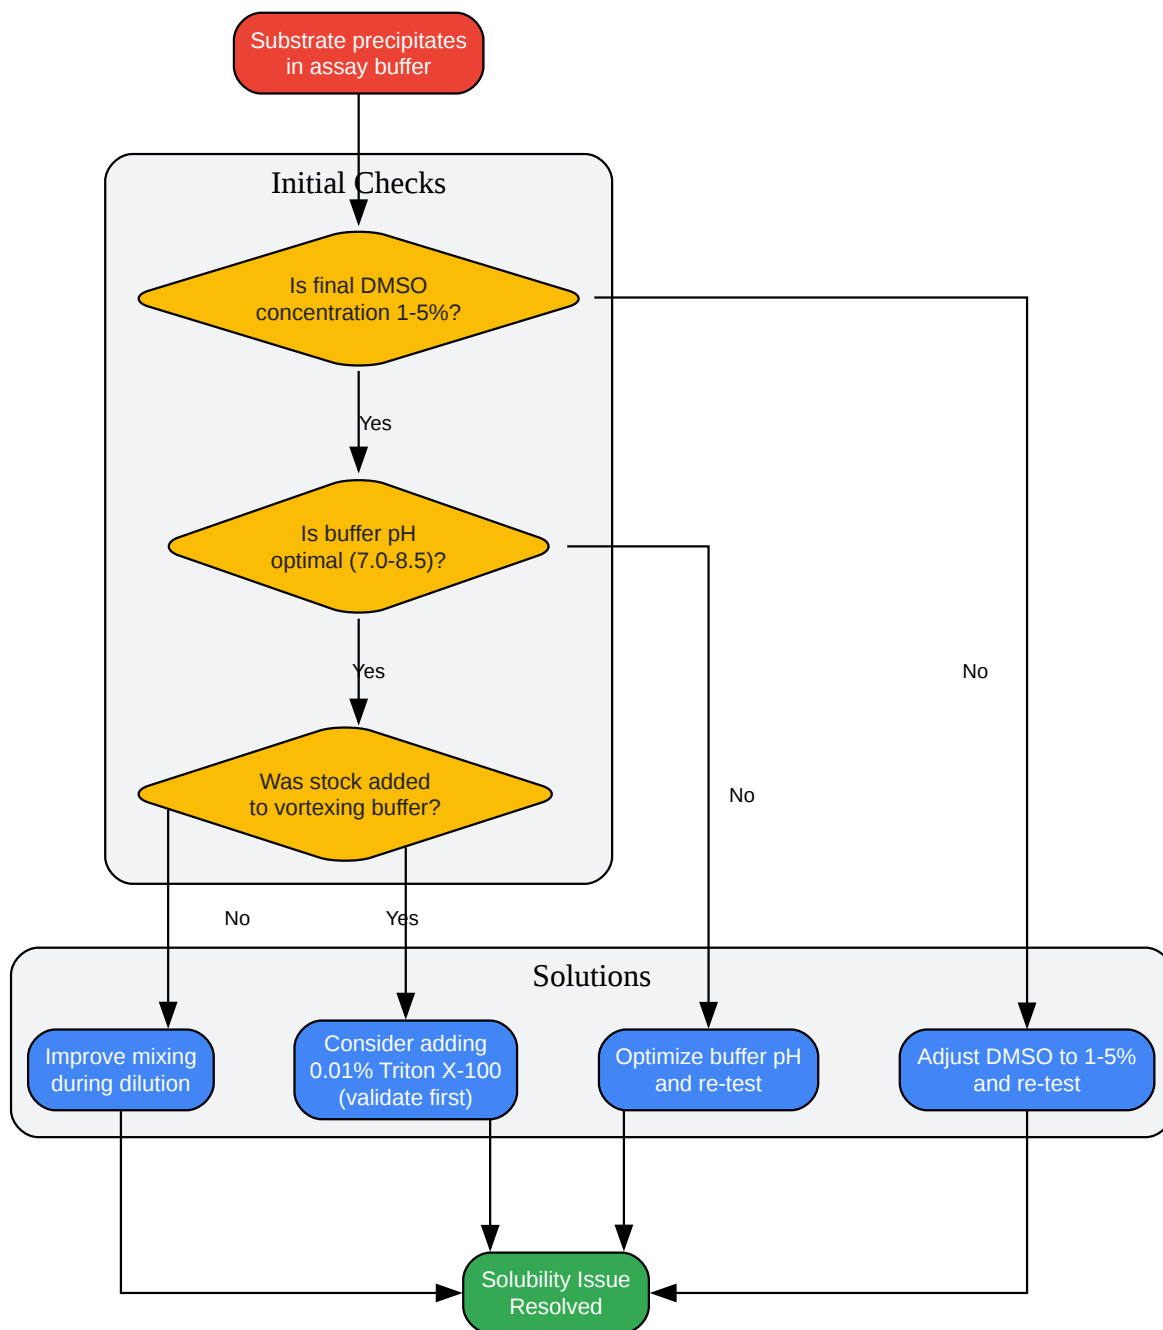 Substrate precipitates
in assay buffer
Initial Checks
Is final DMSO
concentration 1-5%?
Yes
Is buffer pH
optimal (7.0-8.5)?
Yes
No
Was stock added
to vortexing buffer?
No
No
Yes
Solutions
Improve mixing
during dilution
Consider adding
0.01% Triton X-100
(validate first)
Optimize buffer pH
and re-test
Adjust DMSO to 1-5%
and re-test
Solubility Issue
Resolved